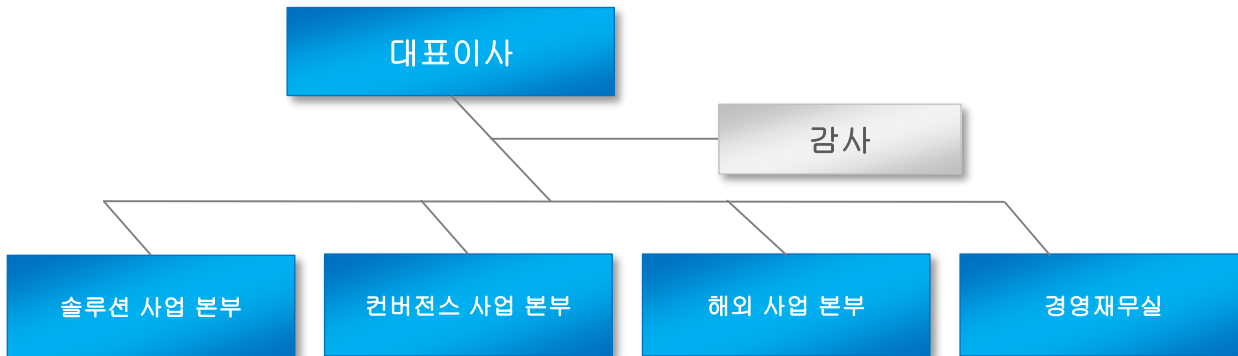 대표이사
감사
솔루션 사업 본부
컨버전스 사업 본부
해외 사업 본부
경영재무실